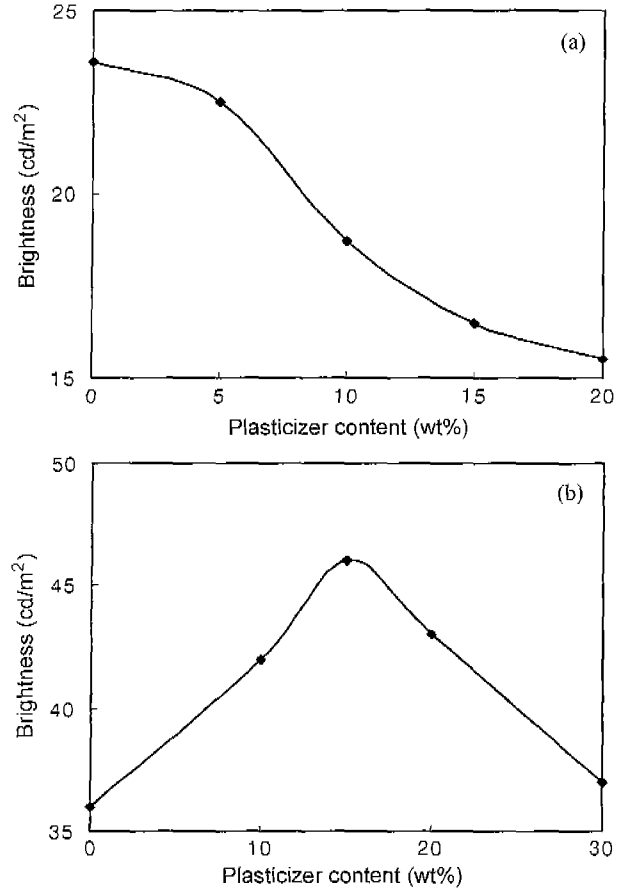 25
(a)
20
15
Brightness (cd/m²)
0 5 10 15 20
Plasticizer content (wt%)
50
(b)
45
40
35
Brightness (cd/m²)
0 10 20 30
Plasticizer content (wt%)